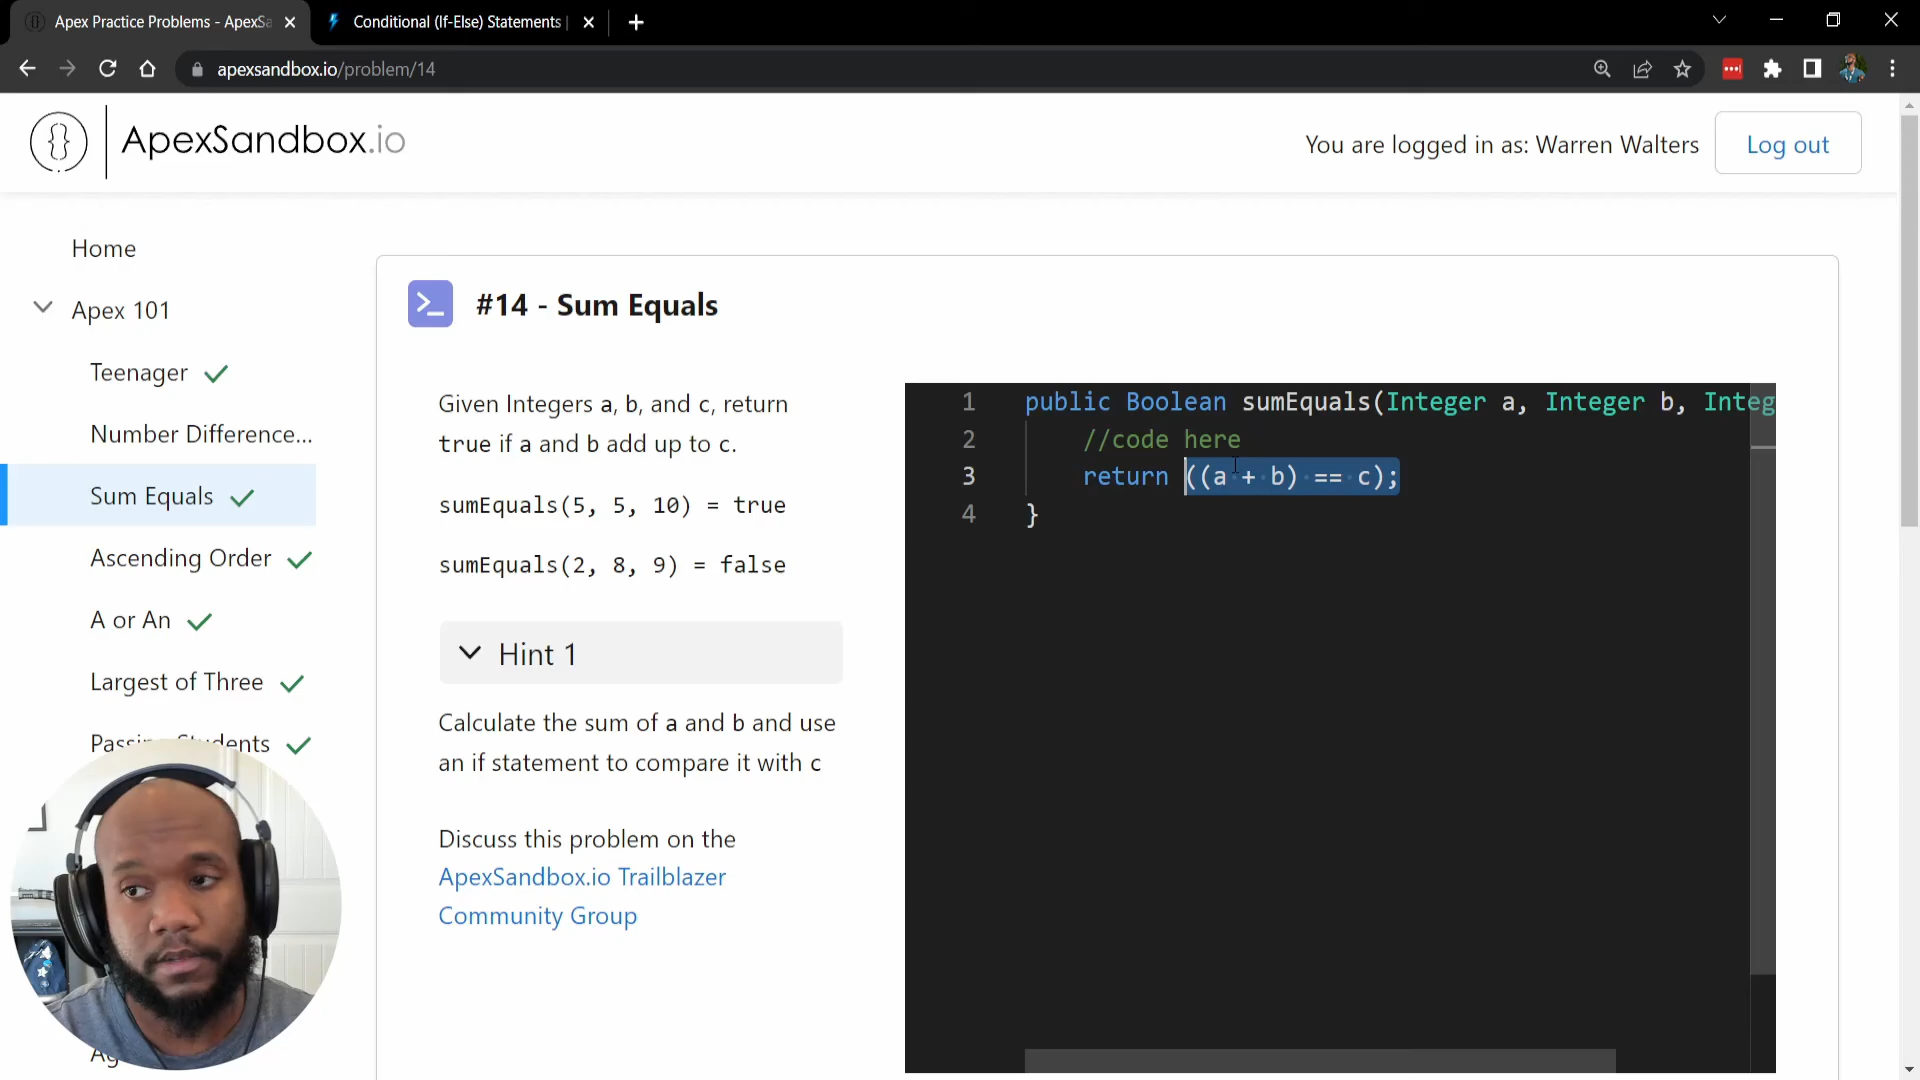 Apex Practice Problems - ApexSa
Conditional (If-Else) Statements |
apexsandbox.io/problem/14
ApexSandbox.io
You are logged in as: Warren Walters
Log out
Home
Apex 101
Teenager
Number Difference...
Sum Equals
Ascending Order
A or An
Largest of Three
#14 - Sum Equals
Given Integers a, b, and c, return
true if a and b add up to c.
sumEquals(5, 5, 10) = true
sumEquals(2, 8, 9) = false
Hint 1
Calculate the sum of a and b and use
an if statement to compare it with c
Discuss this problem on the
ApexSandbox.io Trailblazer
Community Group
1 public Boolean sumEquals(Integer a, Integer b, Integ
2 //code here
3 return ((a + b) == c);
4 }